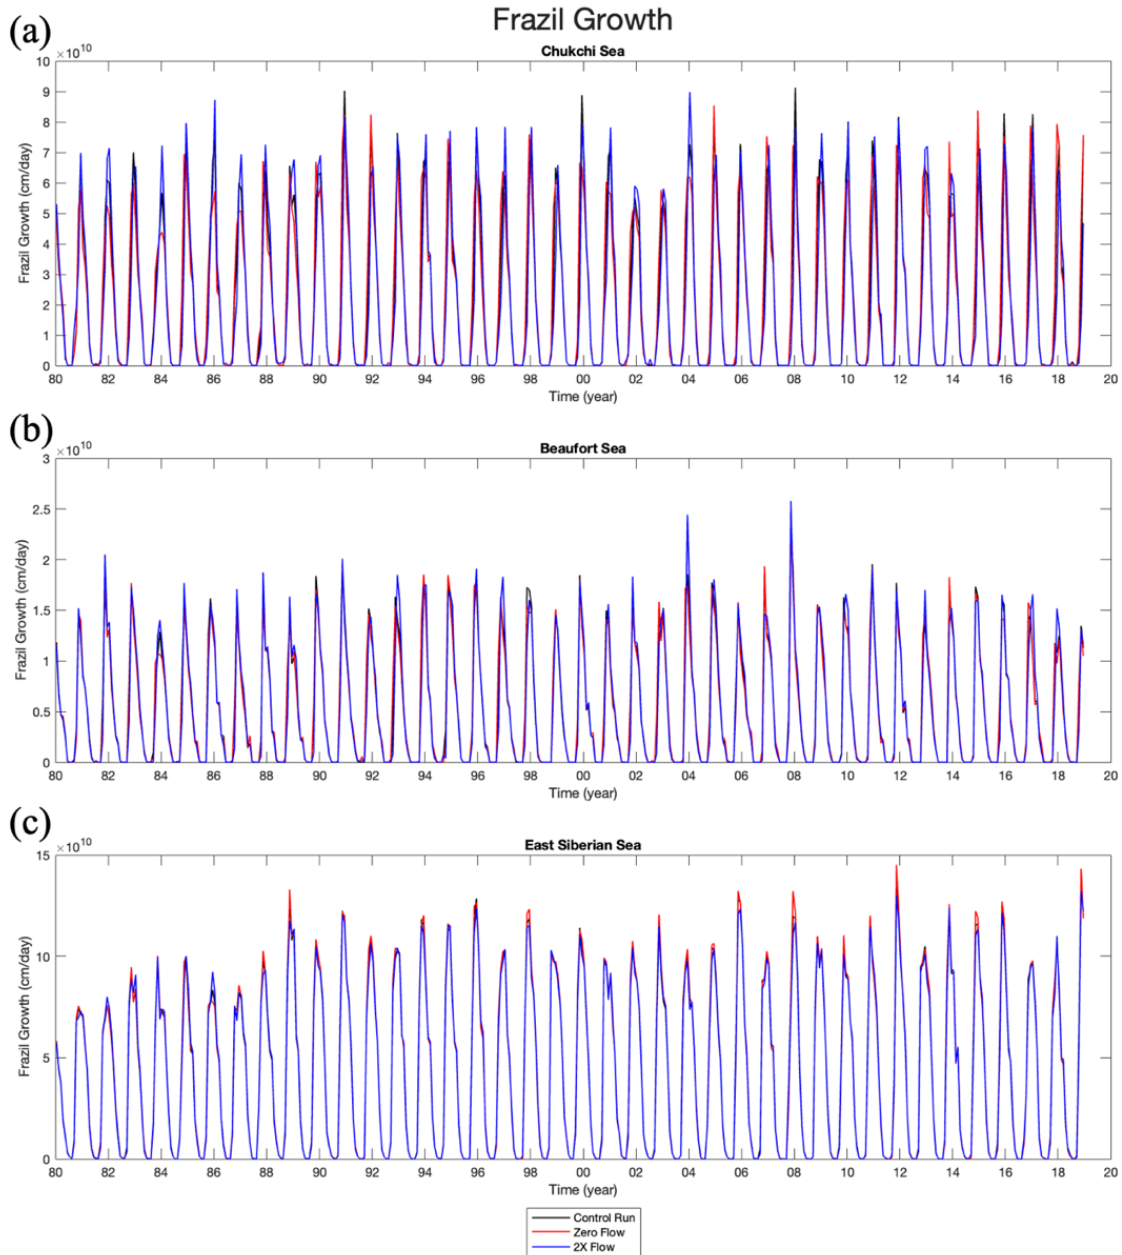 Frazil Growth
(a)
Chukchi Sea
×10^10
Frazil Growth (cm/day)
10
9
8
7
6
5
4
3
2
1
0
80 82 84 86 88 90 92 94 96 98 00 02 04 06 08 10 12 14 16 18 20
Time (year)
(b)
Beaufort Sea
×10^10
Frazil Growth (cm/day)
3
2.5
2
1.5
1
0.5
0
80 82 84 86 88 90 92 94 96 98 00 02 04 06 08 10 12 14 16 18 20
Time (year)
(c)
East Siberian Sea
×10^10
Frazil Growth (cm/day)
15
10
5
0
80 82 84 86 88 90 92 94 96 98 00 02 04 06 08 10 12 14 16 18 20
Time (year)
Control Run
Zero Flow
2X Flow